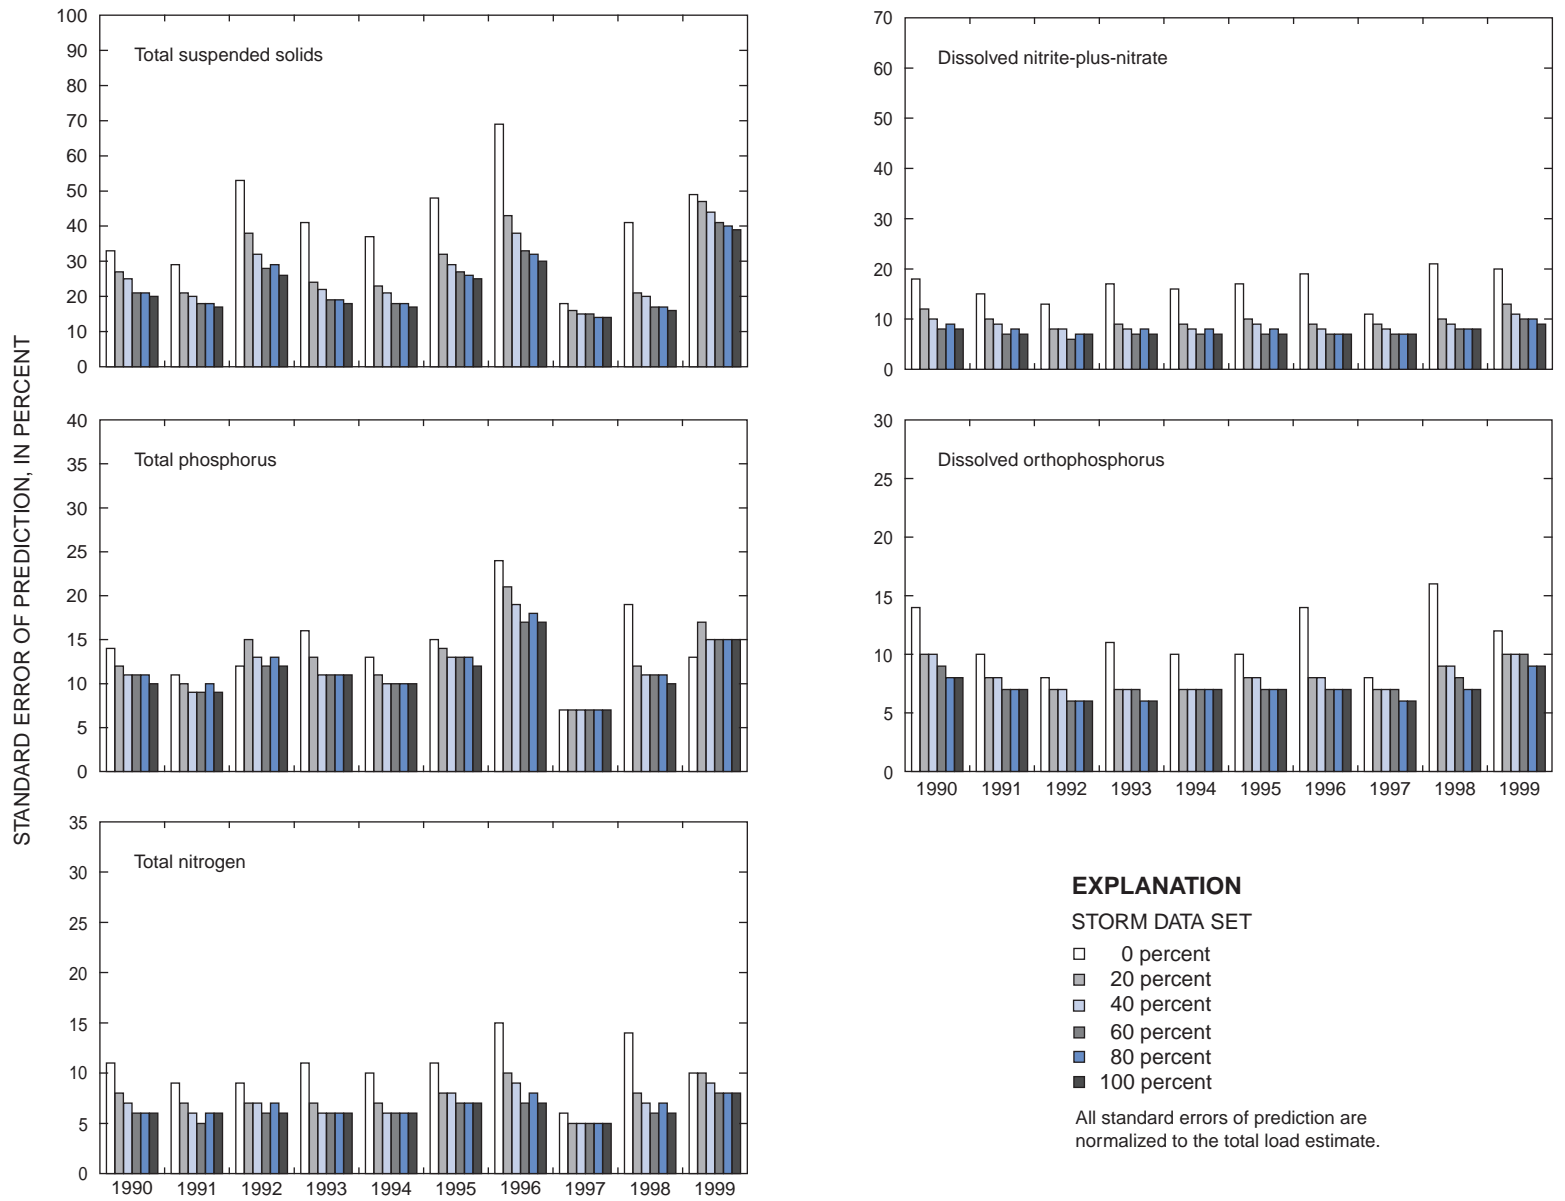 STANDARD ERROR OF PREDICTION, IN PERCENT
Total suspended solids
100
90
80
70
60
50
40
30
20
10
0
Dissolved nitrite-plus-nitrate
70
60
50
40
30
20
10
0
Total phosphorus
40
35
30
25
20
15
10
5
0
Dissolved orthophosphorus
30
25
20
15
10
5
0
1990 1991 1992 1993 1994 1995 1996 1997 1998 1999
Total nitrogen
35
30
25
20
15
10
5
0
1990 1991 1992 1993 1994 1995 1996 1997 1998 1999
EXPLANATION
STORM DATA SET
0 percent
20 percent
40 percent
60 percent
80 percent
100 percent
All standard errors of prediction are
normalized to the total load estimate.